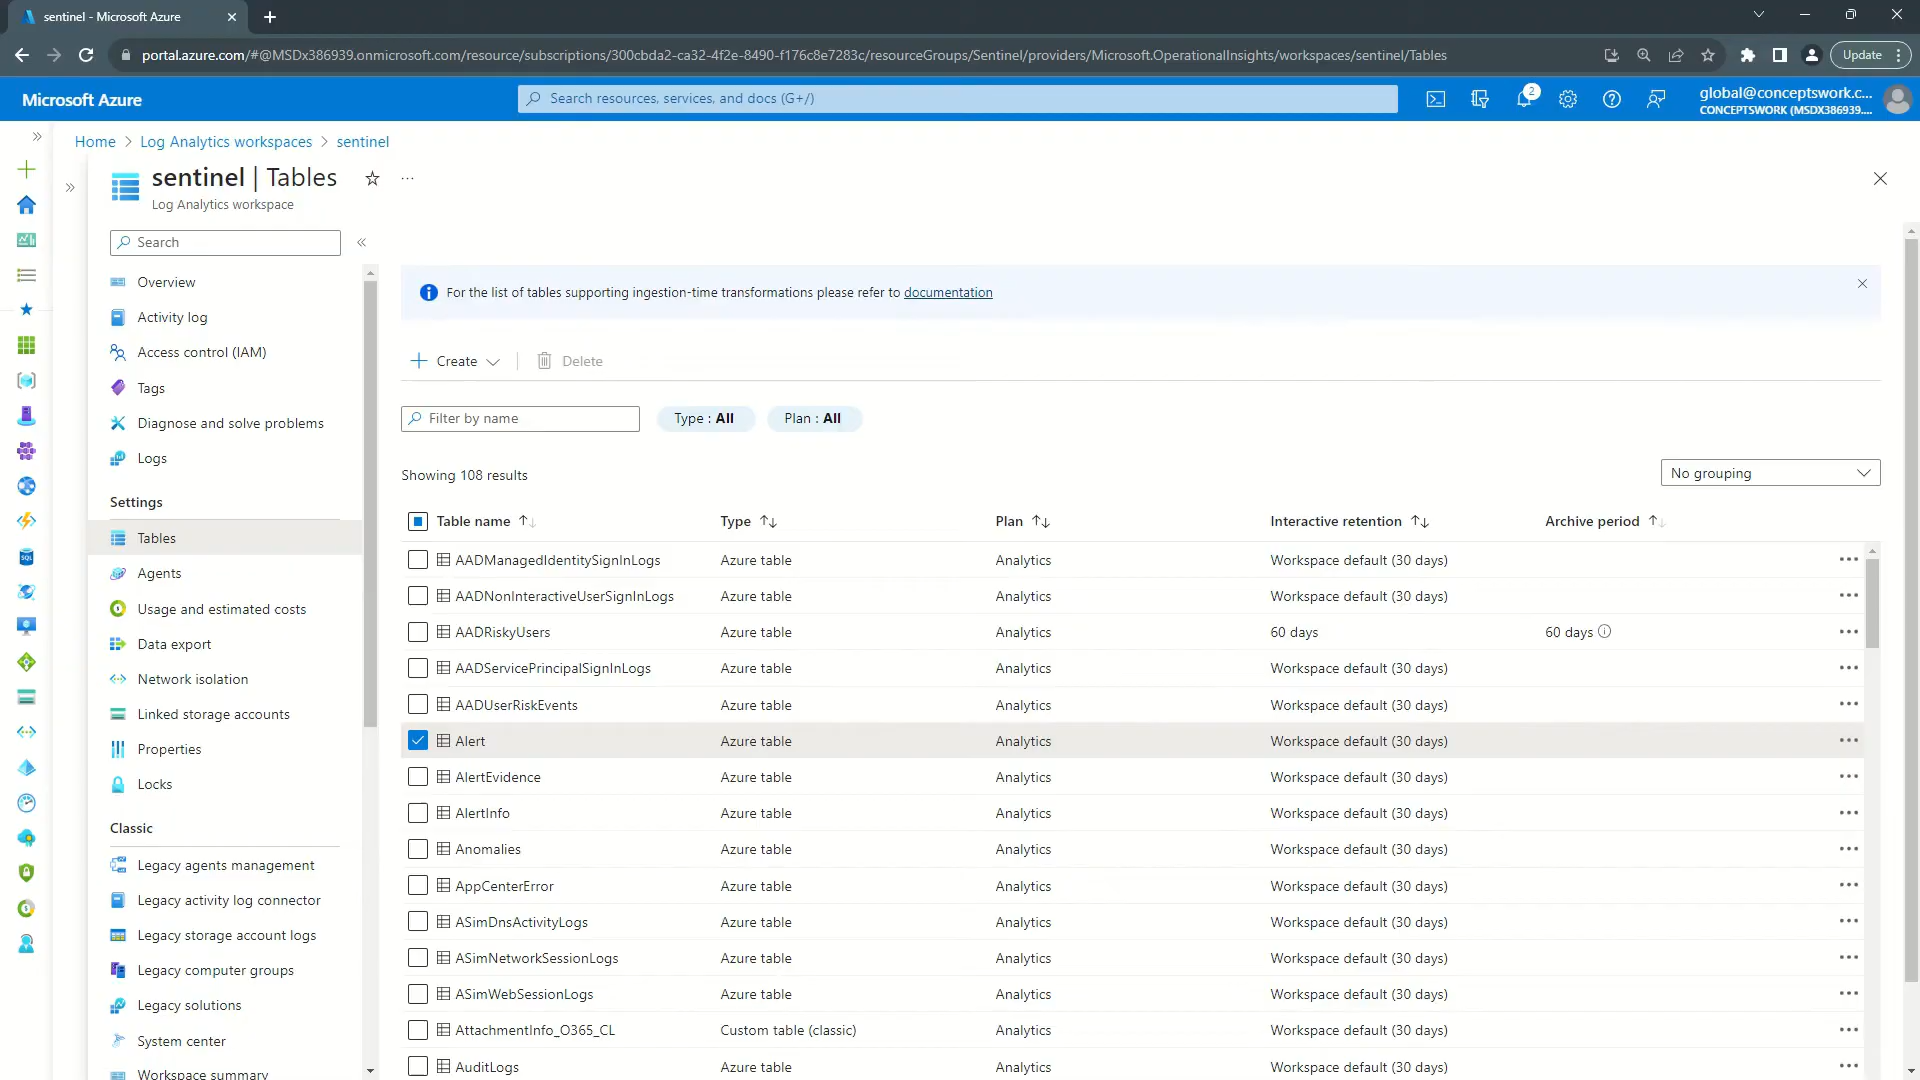 sentinel - Microsoft Azure
portal.azure.com/#@MSDx386939.onmicrosoft.com/resource/subscriptions/300cbda2-ca32-4f2e-8490-f176c8e7283c/resourceGroups/Sentinel/providers/Microsoft.OperationalInsights/workspaces/sentinel/Tables
Update
Microsoft Azure
Search resources, services, and docs (G+/)
2
global@conceptswork.c...
CONCEPTSWORK (MSDX386939....
Home > Log Analytics workspaces > sentinel
sentinel | Tables
Log Analytics workspace
Search
Overview
Activity log
Access control (IAM)
Tags
Diagnose and solve problems
Logs
Settings
Tables
Agents
Usage and estimated costs
Data export
Network isolation
Linked storage accounts
Properties
Locks
Classic
Legacy agents management
Legacy activity log connector
Legacy storage account logs
Legacy computer groups
Legacy solutions
System center
Workspace summary
For the list of tables supporting ingestion-time transformations please refer to documentation
Create
Delete
Filter by name
Type : All
Plan : All
Showing 108 results
No grouping
Table name Type Plan Interactive retention Archive period
AADManagedIdentitySignInLogs Azure table Analytics Workspace default (30 days)
AADNonInteractiveUserSignInLogs Azure table Analytics Workspace default (30 days)
AADRiskyUsers Azure table Analytics 60 days 60 days
AADServicePrincipalSignInLogs Azure table Analytics Workspace default (30 days)
AADUserRiskEvents Azure table Analytics Workspace default (30 days)
Alert Azure table Analytics Workspace default (30 days)
AlertEvidence Azure table Analytics Workspace default (30 days)
AlertInfo Azure table Analytics Workspace default (30 days)
Anomalies Azure table Analytics Workspace default (30 days)
AppCenterError Azure table Analytics Workspace default (30 days)
ASimDnsActivityLogs Azure table Analytics Workspace default (30 days)
ASimNetworkSessionLogs Azure table Analytics Workspace default (30 days)
ASimWebSessionLogs Azure table Analytics Workspace default (30 days)
AttachmentInfo_O365_CL Custom table (classic) Analytics Workspace default (30 days)
AuditLogs Azure table Analytics Workspace default (30 days)